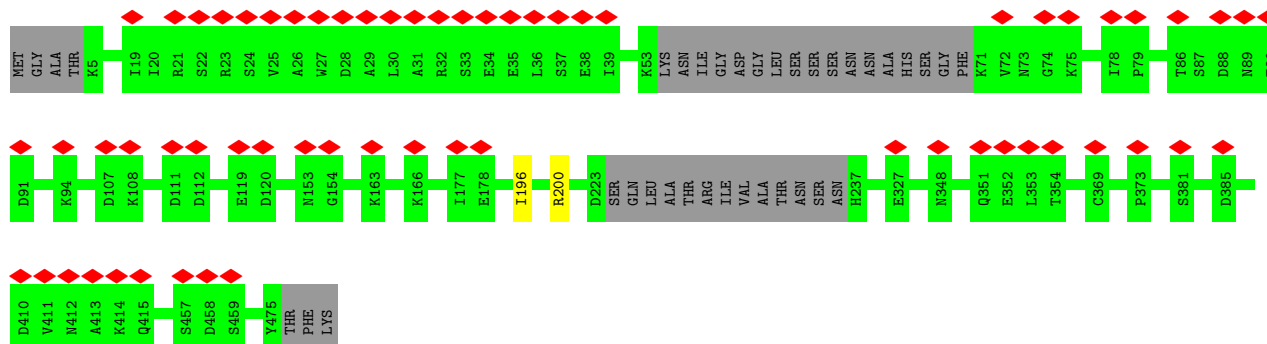 MET GLY ALA THR K5 I19 I20 R21 S22 R23 S24 V25 A26 W27 D28 A29 L30 A31 R32 S33 E34 E35 L36 S37 E38 I39 K53 LYS ASN ILE GLY ASP GLY LEU SER SER SER ASN ASN ALA HIS SER GLY PHE K71 V72 N73 G74 K75 I78 P79 T86 S87 D88 N89
D91 K94 D107 K108 D111 D112 E119 D120 N153 G154 K163 K166 I177 E178 I196 R200 D223 SER GLN LEU ALA THR ARG ILE VAL ALA THR ASN SER ASN H237 E327 N348 Q351 E352 L353 T354 C369 P373 S381 D385
D410 V411 N412 A413 K414 Q415 S457 D458 S459 Y475 THR PHE LYS